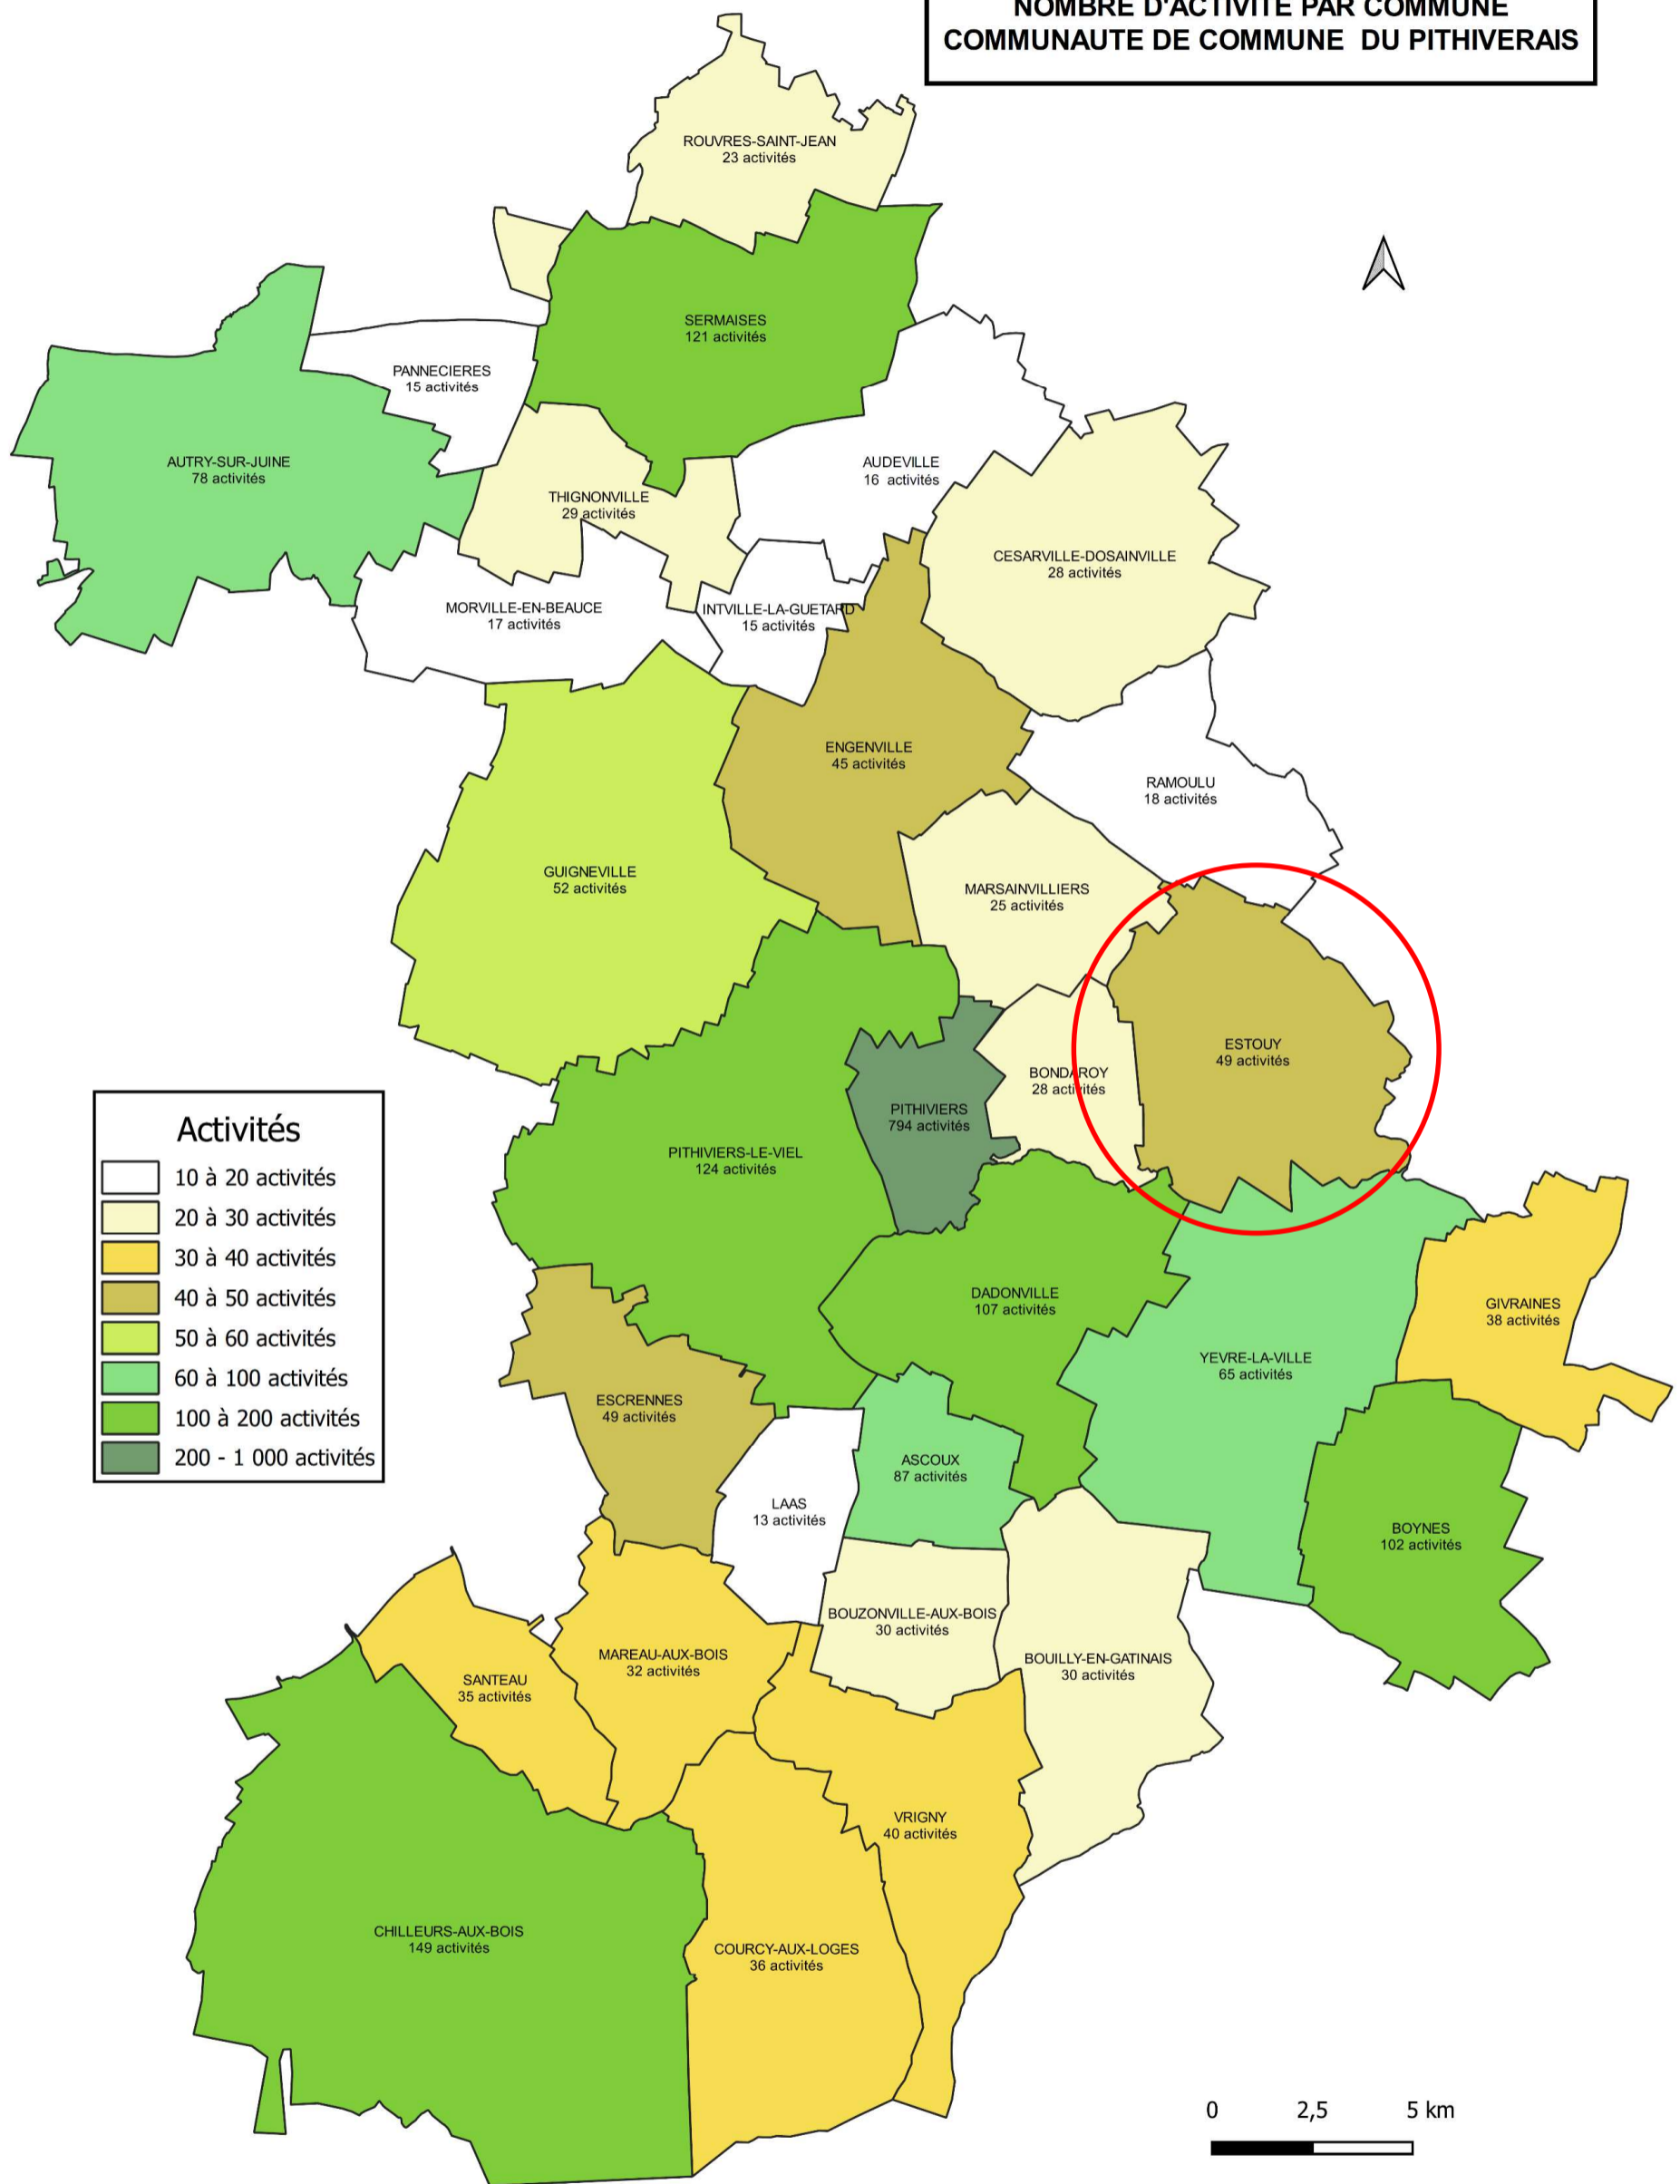 NOMBRE D'ACTIVITE PAR COMMUNE
COMMUNAUTE DE COMMUNE DU PITHIVERAIS
ROUVRES-SAINT-JEAN
23 activités
SERMAISES
121 activités
PANNECIERES
15 activités
AUTRY-SUR-JUINE
78 activités
AUDEVILLE
16 activités
THIGNONVILLE
29 activités
CESARVILLE-DOSAINVILLE
28 activités
MORVILLE-EN-BEAUCE
17 activités
INTVILLE-LA-GUETARD
15 activités
ENGENVILLE
45 activités
RAMOULU
18 activités
GUIGNEVILLE
52 activités
MARSAINVILLIERS
25 activités
ESTOUY
49 activités
BONDAROY
28 activités
PITHIVIERS
794 activités
PITHIVIERS-LE-VIEL
124 activités
Activités
10 à 20 activités
20 à 30 activités
30 à 40 activités
40 à 50 activités
50 à 60 activités
60 à 100 activités
100 à 200 activités
200 - 1 000 activités
DADONVILLE
107 activités
GIVRAINES
38 activités
YEVRE-LA-VILLE
65 activités
ESCRENNES
49 activités
ASCOUX
87 activités
LAAS
13 activités
BOYNES
102 activités
BOUZONVILLE-AUX-BOIS
30 activités
MAREAU-AUX-BOIS
32 activités
BOUILLY-EN-GATINAIS
30 activités
SANTEAU
35 activités
VRIGNY
40 activités
CHILLEURS-AUX-BOIS
149 activités
COURCY-AUX-LOGES
36 activités
0 2,5 5 km